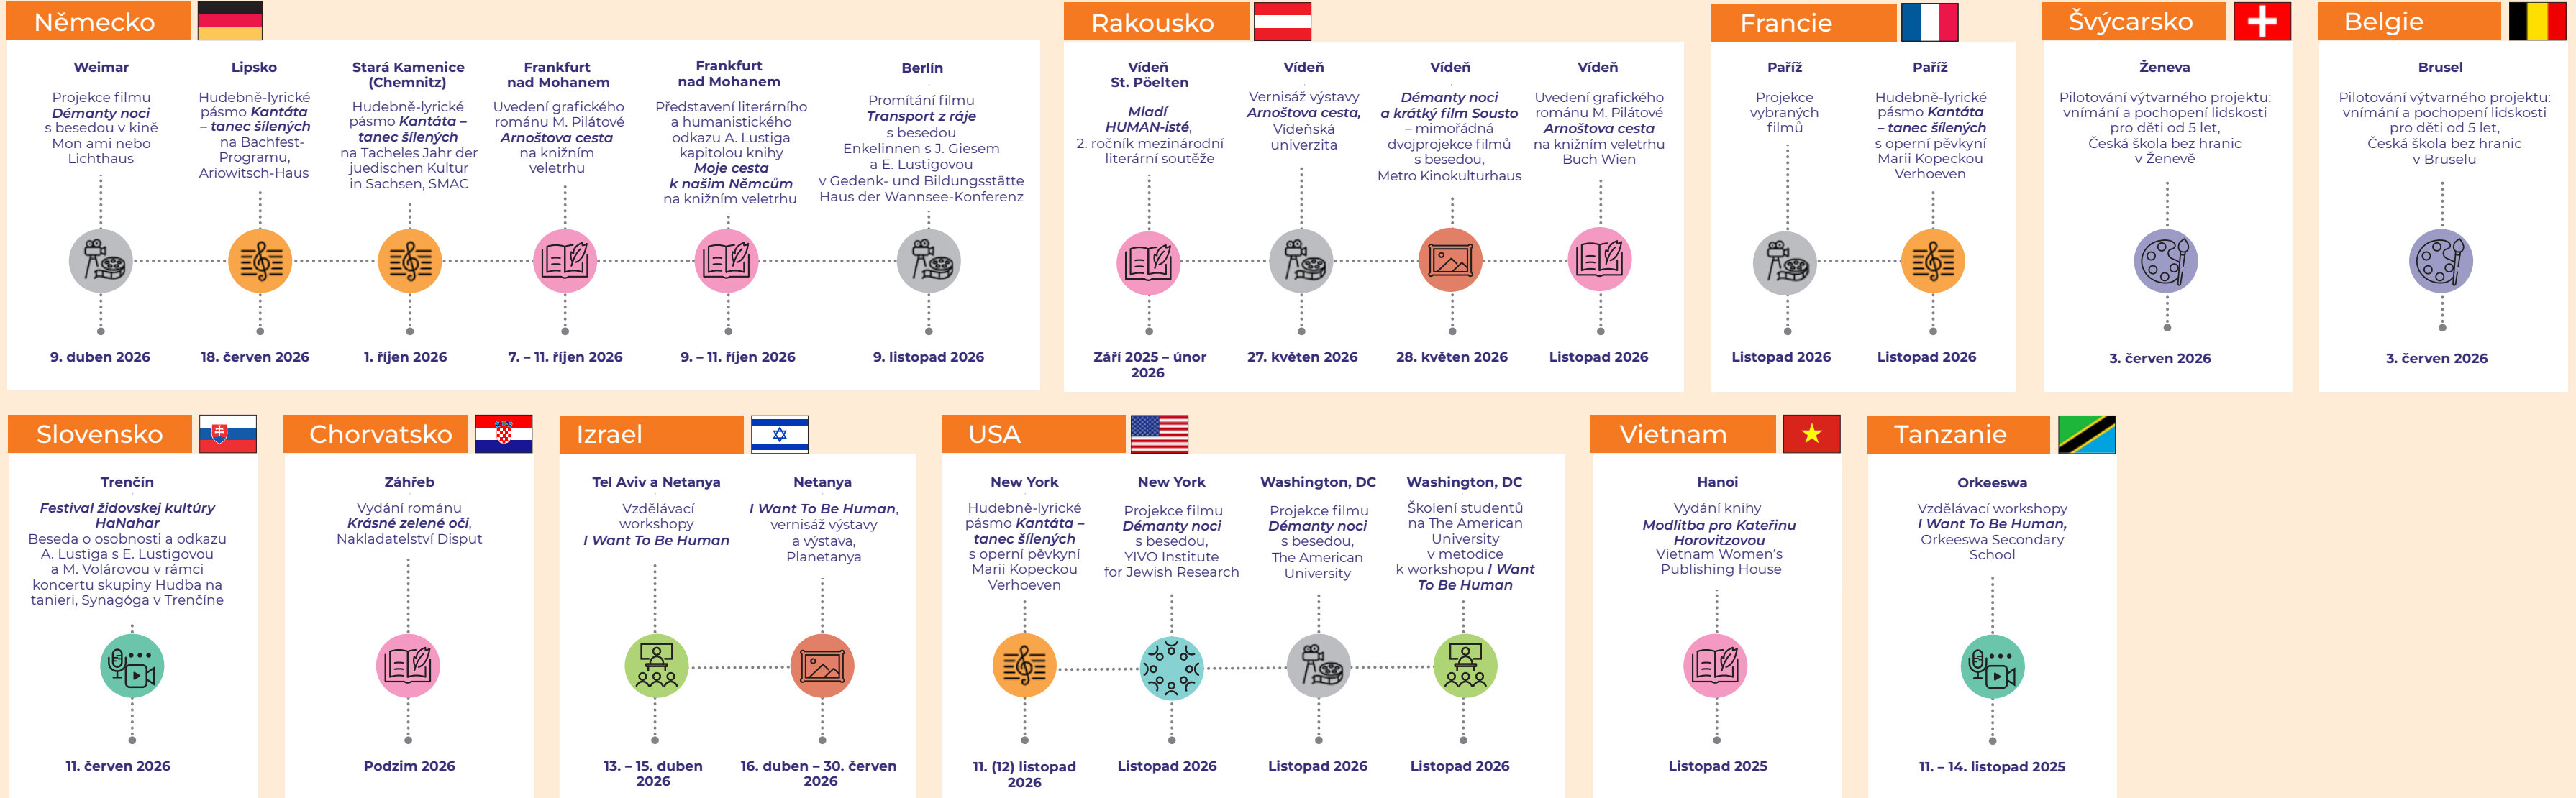 Německo
Weimar
Projekce filmu
Démanty noci
s besedou v kině
Mon ami nebo
Lichthaus
9. duben 2026
Lipsko
Hudebně-lyrické
pásmo Kantáta
– tanec šílených
na Bachfest-
Programu,
Ariowitsch-Haus
18. červen 2026
Stará Kamenice
(Chemnitz)
Hudebně-lyrické
pásmo Kantáta –
tanec šílených
na Tacheles Jahr der
juedischen Kultur
in Sachsen, SMAC
1. říjen 2026
Frankfurt
nad Mohanem
Uvedení grafického
románu M. Pilátové
Arnoštova cesta
na knižním
veletrhu
7. – 11. říjen 2026
Frankfurt
nad Mohanem
Představení literárního
a humanistického
odkazu A. Lustiga
kapitolou knihy
Moje cesta
k našim Němcům
na knižním veletrhu
9. – 11. říjen 2026
Berlín
Promítání filmu
Transport z ráje
s besedou
Enkelinnen s J. Giesem
a E. Lustigovou
v Gedenk- und Bildungsstätte
Haus der Wannsee-Konferenz
9. listopad 2026
Rakousko
Vídeň
St. Pöelten
Mladí
HUMAN-isté,
2. ročník mezinárodní
literární soutěže
Září 2025 – únor
2026
Vídeň
Vernisáž výstavy
Arnoštova cesta,
Vídeňská
univerzita
27. květen 2026
Vídeň
Démanty noci
a krátký film Sousto
– mimořádná
dvojprojekce filmů
s besedou,
Metro Kinokulturhaus
28. květen 2026
Vídeň
Uvedení grafického
románu M. Pilátové
Arnoštova cesta
na knižním veletrhu
Buch Wien
Listopad 2026
Francie
Paříž
Projekce
vybraných
filmů
Listopad 2026
Paříž
Hudebně-lyrické
pásmo Kantáta
– tanec šílených
s operní pěvkyní
Marii Kopeckou
Verhoeven
Listopad 2026
Švýcarsko
Ženeva
Pilotování výtvarného projektu:
vnímání a pochopení lidskosti
pro děti od 5 let,
Česká škola bez hranic
v Ženevě
3. červen 2026
Belgie
Brusel
Pilotování výtvarného projektu:
vnímání a pochopení lidskosti
pro děti od 5 let,
Česká škola bez hranic
v Bruselu
3. červen 2026
Slovensko
Trenčín
Festival židovskej kultúry
HaNahar
Beseda o osobnosti a odkazu
A. Lustiga s E. Lustigovou
a M. Volárovou v rámci
koncertu skupiny Hudba na
tanieri, Synagóga v Trenčíne
11. červen 2026
Chorvatsko
Záhřeb
Vydání románu
Krásné zelené oči,
Nakladatelství Disput
Podzim 2026
Izrael
Tel Aviv a Netanya
Vzdělávací
workshopy
I Want To Be Human
13. – 15. duben
2026
Netanya
I Want To Be Human,
vernisáž výstavy
a výstava,
Planetanya
16. duben – 30. červen
2026
USA
New York
Hudebně-lyrické
pásmo Kantáta –
tanec šílených
s operní pěvkyní
Marii Kopeckou
Verhoeven
11. (12) listopad
2026
New York
Projekce filmu
Démanty noci
s besedou,
YIVO Institute
for Jewish Research
Listopad 2026
Washington, DC
Projekce filmu
Démanty noci
s besedou,
The American
University
Listopad 2026
Washington, DC
Školení studentů
na The American
University
v metodice
k workshopu I Want
To Be Human
Listopad 2026
Vietnam
Hanoi
Vydání knihy
Modlitba pro Kateřinu
Horovitzovou
Vietnam Women‘s
Publishing House
Listopad 2025
Tanzanie
Orkeeswa
Vzdělávací workshopy
I Want To Be Human,
Orkeeswa Secondary
School
11. – 14. listopad 2025